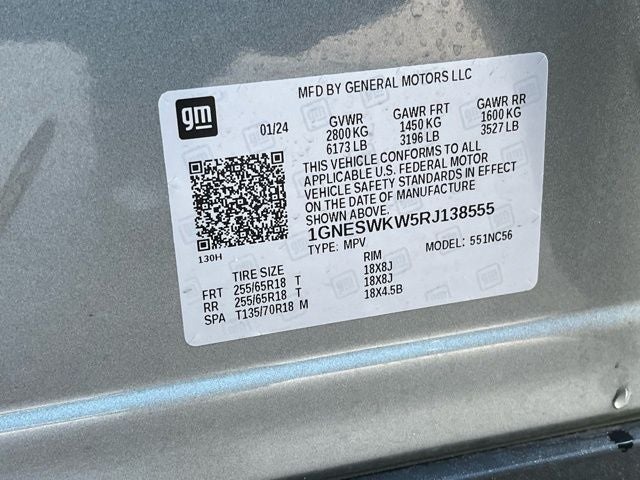 MFD BY GENERAL MOTORS LLC
gm
01/24
GVWR GAWR FRT GAWR RR
2800 KG 1450 KG 1600 KG
6173 LB 3196 LB 3527 LB
THIS VEHICLE CONFORMS TO ALL
APPLICABLE U.S. FEDERAL MOTOR
VEHICLE SAFETY STANDARDS IN EFFECT
ON THE DATE OF MANUFACTURE
SHOWN ABOVE.
1GNESWKW5RJ138555
TYPE: MPV MODEL: 551NC56
130H
TIRE SIZE RIM
FRT 255/65R18 T 18X8J
RR 255/65R18 T 18X8J
SPA T135/70R18 M 18X4.5B